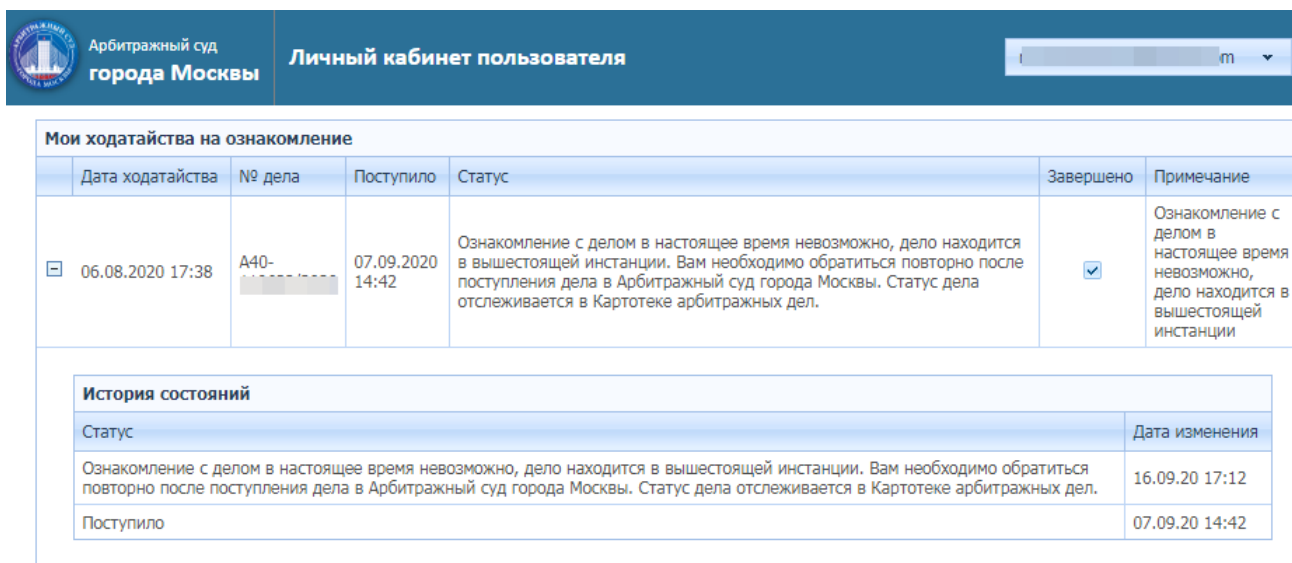 Арбитражный суд
города Москвы
Личный кабинет пользователя
m
Мои ходатайства на ознакомление
Дата ходатайства № дела Поступило Статус Завершено Примечание
06.08.2020 17:38
А40-
07.09.2020
14:42
Ознакомление с делом в настоящее время невозможно, дело находится
в вышестоящей инстанции. Вам необходимо обратиться повторно после
поступления дела в Арбитражный суд города Москвы. Статус дела
отслеживается в Картотеке арбитражных дел.
Ознакомление с
делом в
настоящее время
невозможно,
дело находится в
вышестоящей
инстанции
История состояний
Статус Дата изменения
Ознакомление с делом в настоящее время невозможно, дело находится в вышестоящей инстанции. Вам необходимо обратиться
повторно после поступления дела в Арбитражный суд города Москвы. Статус дела отслеживается в Картотеке арбитражных дел.
16.09.20 17:12
Поступило 07.09.20 14:42